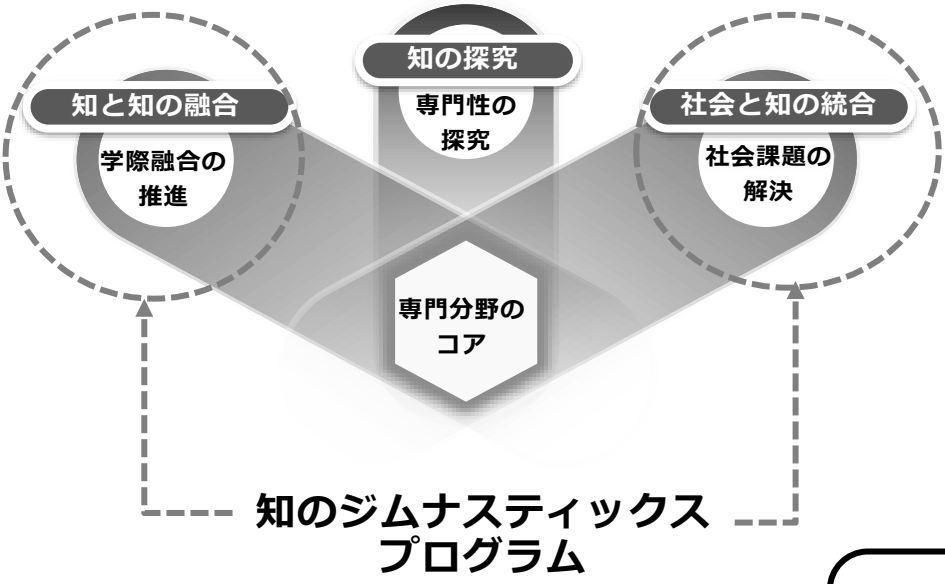 知の探究
専門性の
探究
知と知の融合
学際融合の
推進
社会と知の統合
社会課題の
解決
専門分野の
コア
知のジムナスティックス
プログラム